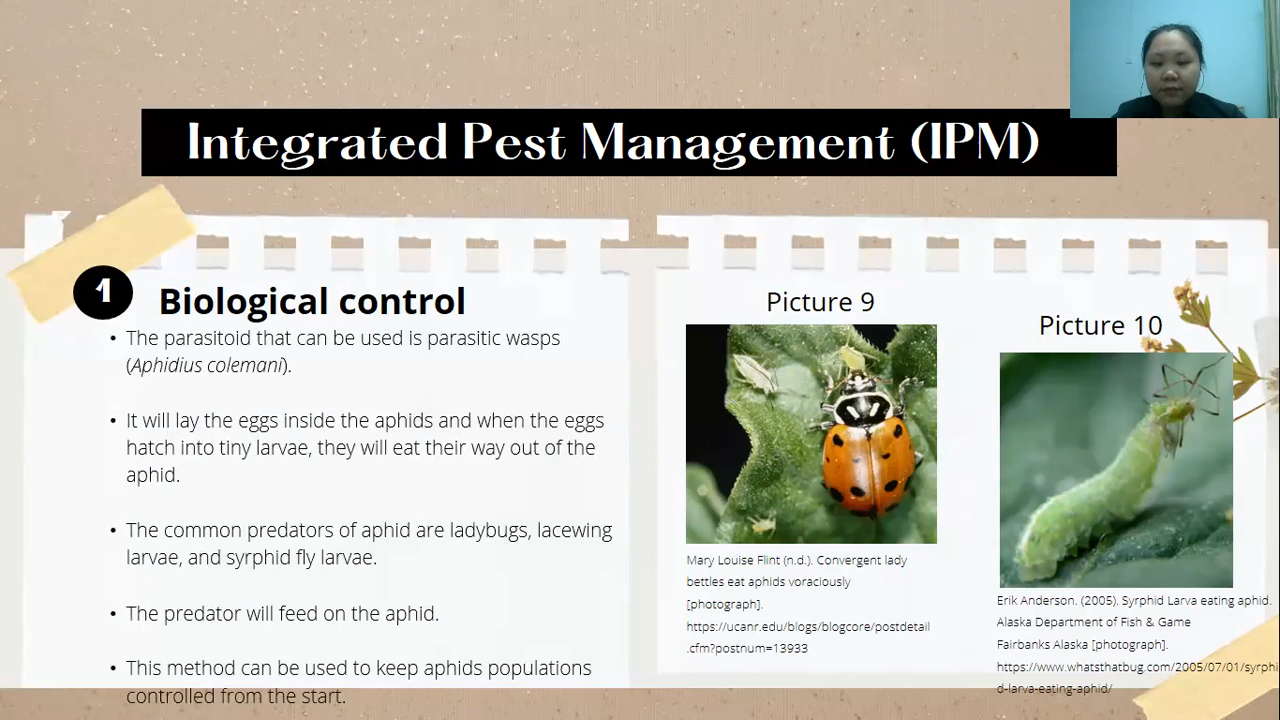 Integrated Pest Management (IPM)
1
Biological control
• The parasitoid that can be used is parasitic wasps
(Aphidius colemani).
• It will lay the eggs inside the aphids and when the eggs
hatch into tiny larvae, they will eat their way out of the
aphid.
• The common predators of aphid are ladybugs, lacewing
larvae, and syrphid fly larvae.
• The predator will feed on the aphid.
• This method can be used to keep aphids populations
controlled from the start.
Picture 9
Mary Louise Flint (n.d.). Convergent lady
bettles eat aphids voraciously
[photograph].
https://ucanr.edu/blogs/blogcore/postdetail
.cfm?postnum=13933
Picture 10
Erik Anderson. (2005). Syrphid Larva eating aphid.
Alaska Department of Fish & Game
Fairbanks Alaska [photograph].
https://www.whatsthatbug.com/2005/07/01/syrphi
d-larva-eating-aphid/